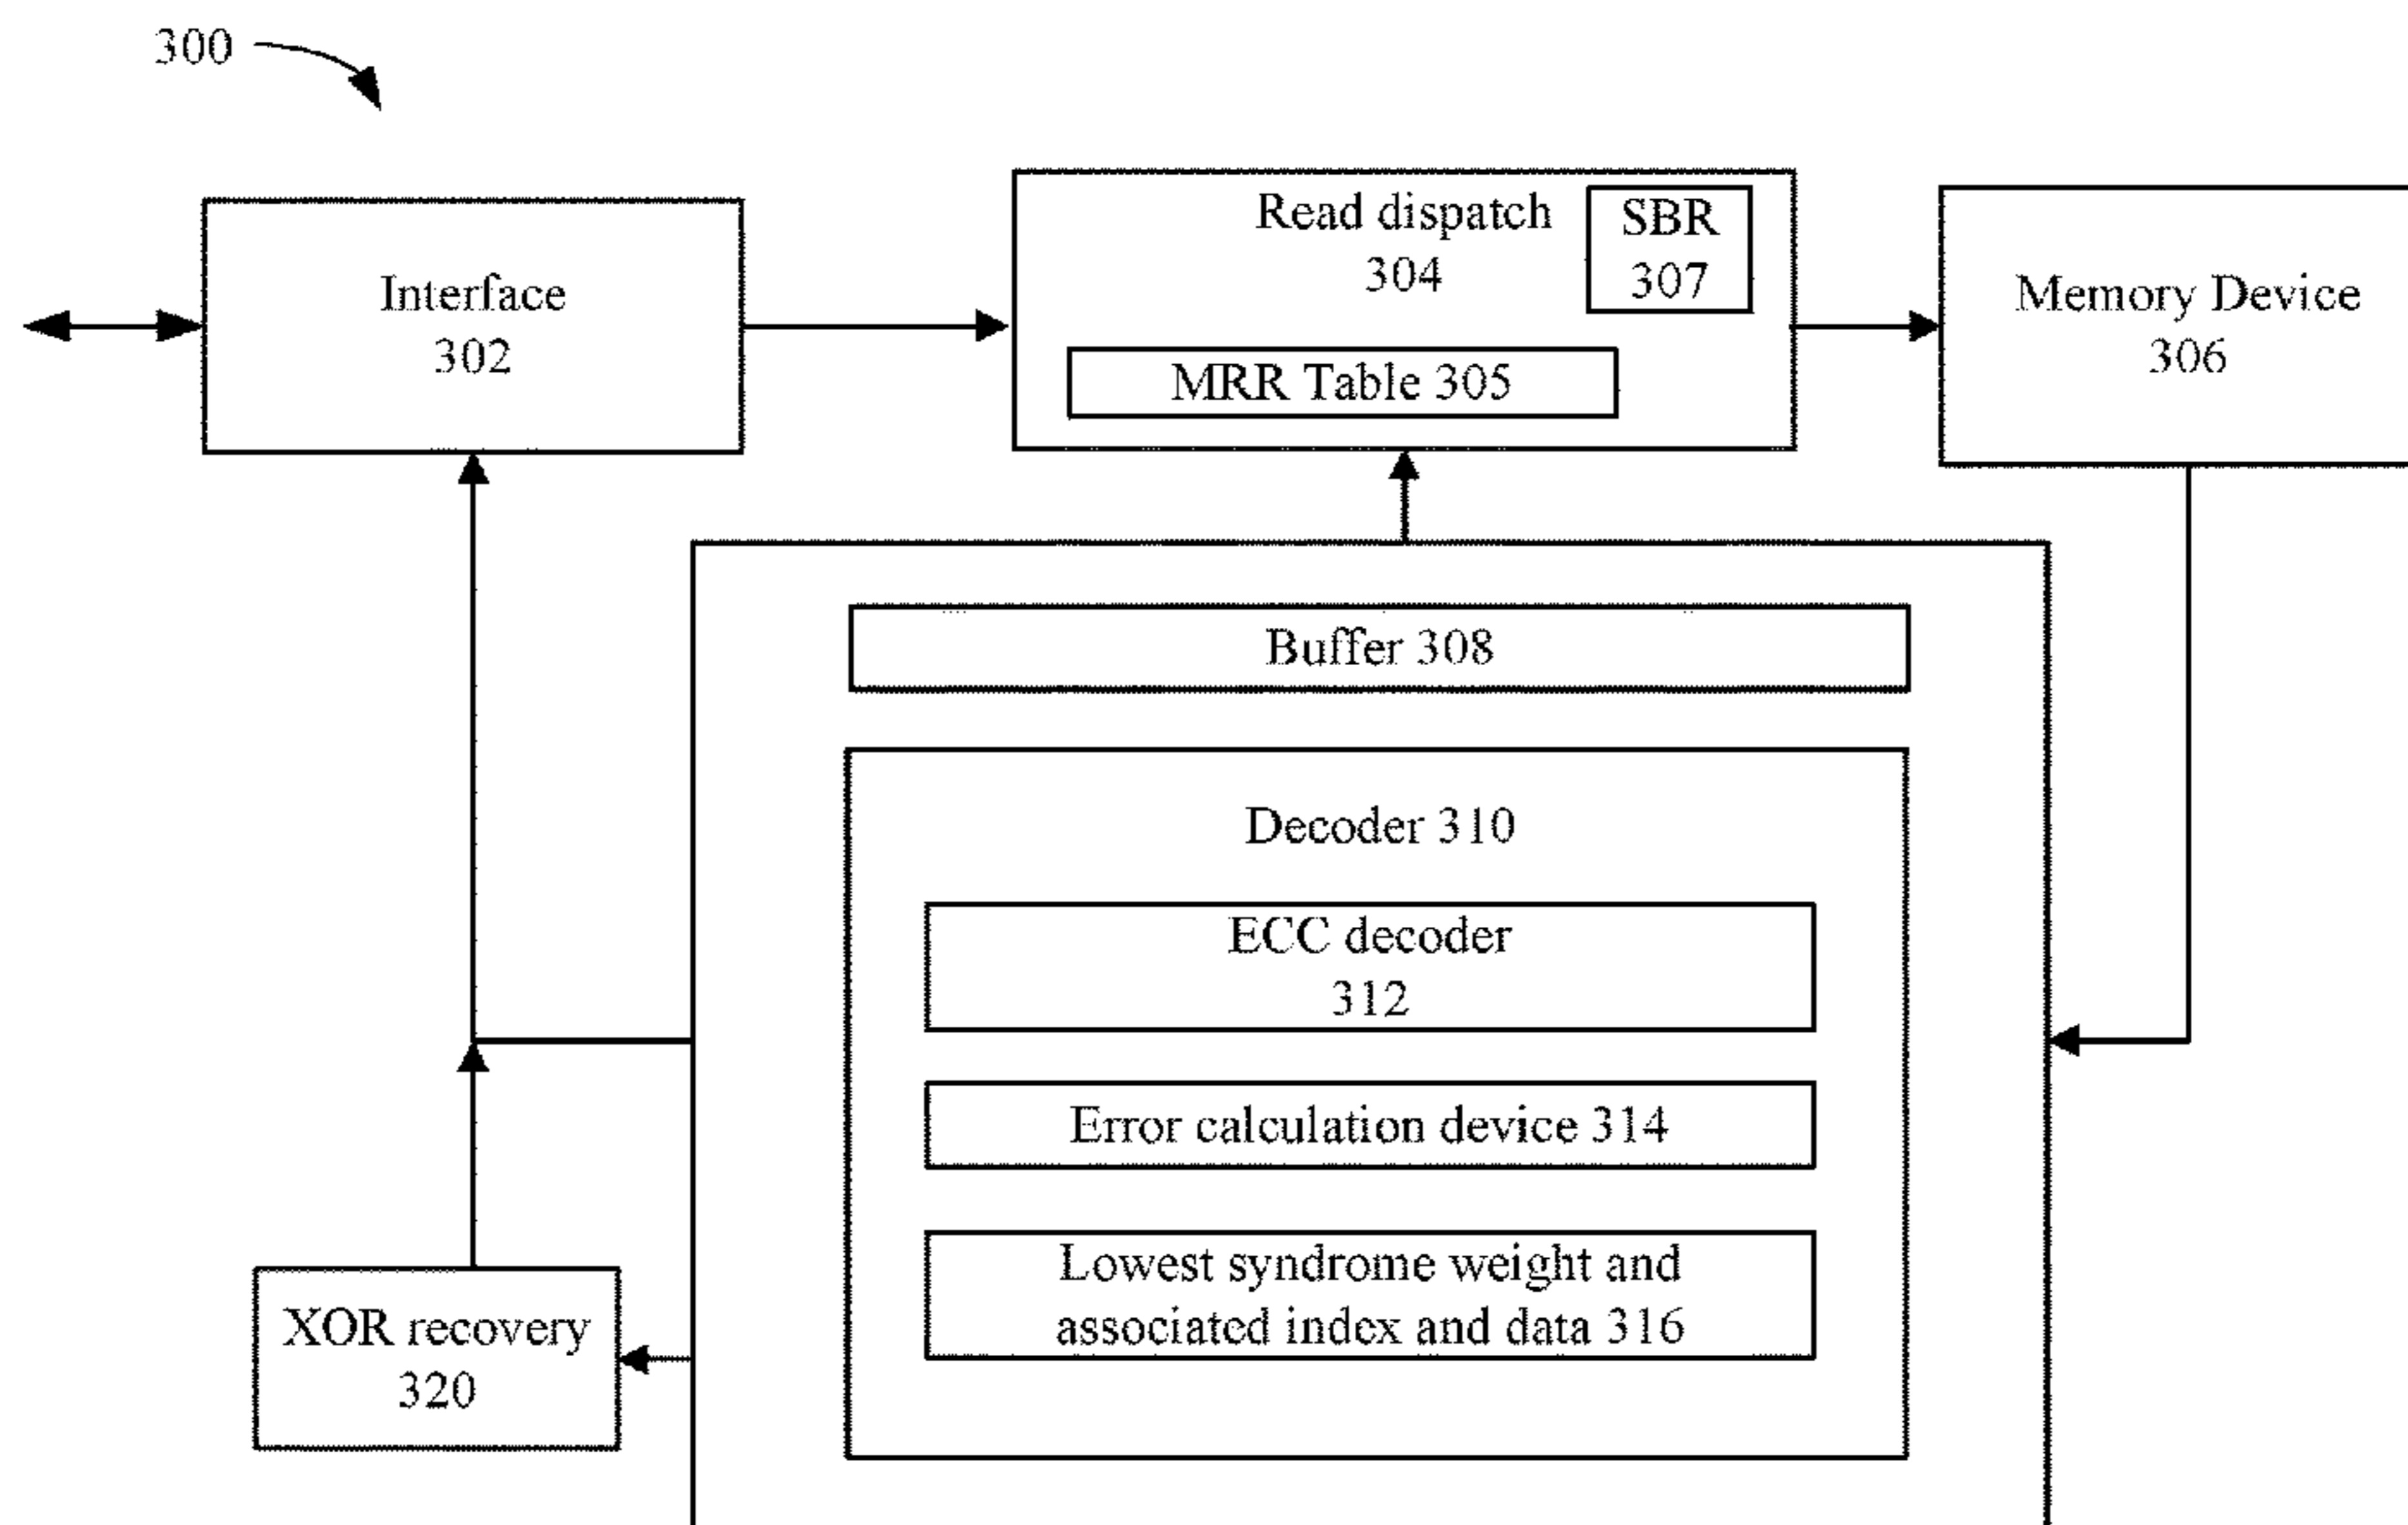 300
Interface
302
Read dispatch
304
SBR
307
MRR Table 305
Memory Device
306
Buffer 308
Decoder 310
ECC decoder
312
Error calculation device 314
Lowest syndrome weight and
associated index and data 316
XOR recovery
320